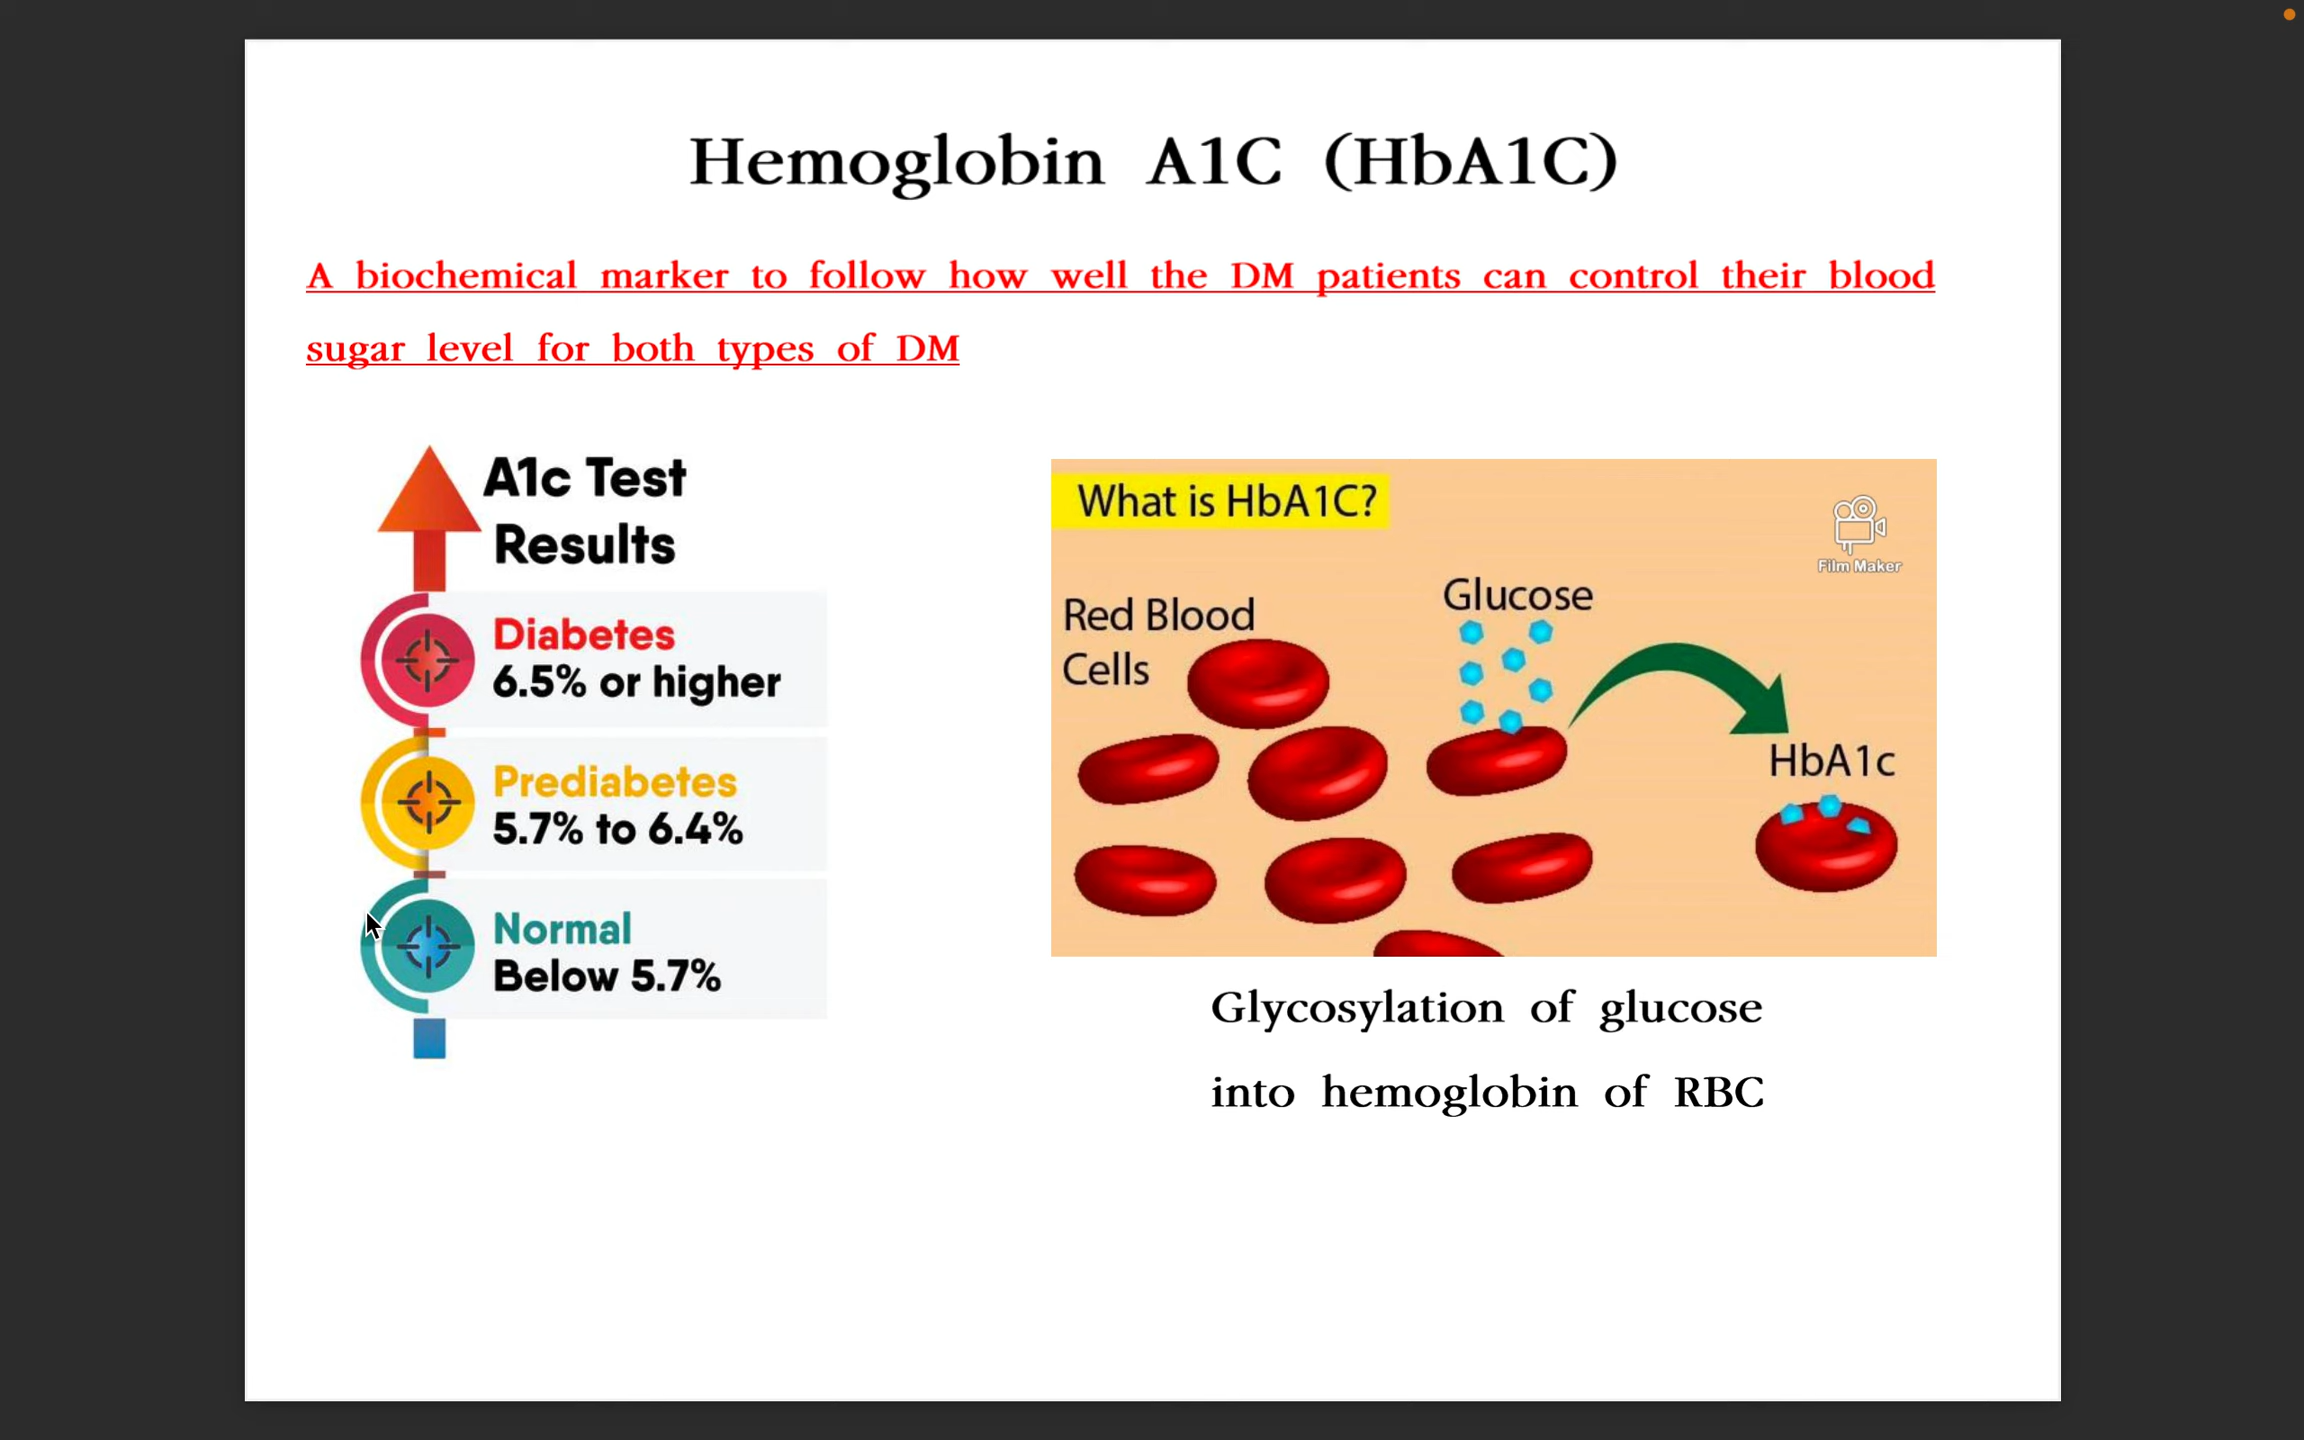 Hemoglobin A1C (HbA1C)
A biochemical marker to follow how well the DM patients can control their blood
sugar level for both types of DM
A1c Test
Results
Diabetes
6.5% or higher
Prediabetes
5.7% to 6.4%
Normal
Below 5.7%
What is HbA1C?
Film Maker
Red Blood
Cells
Glucose
HbA1c
Glycosylation of glucose
into hemoglobin of RBC